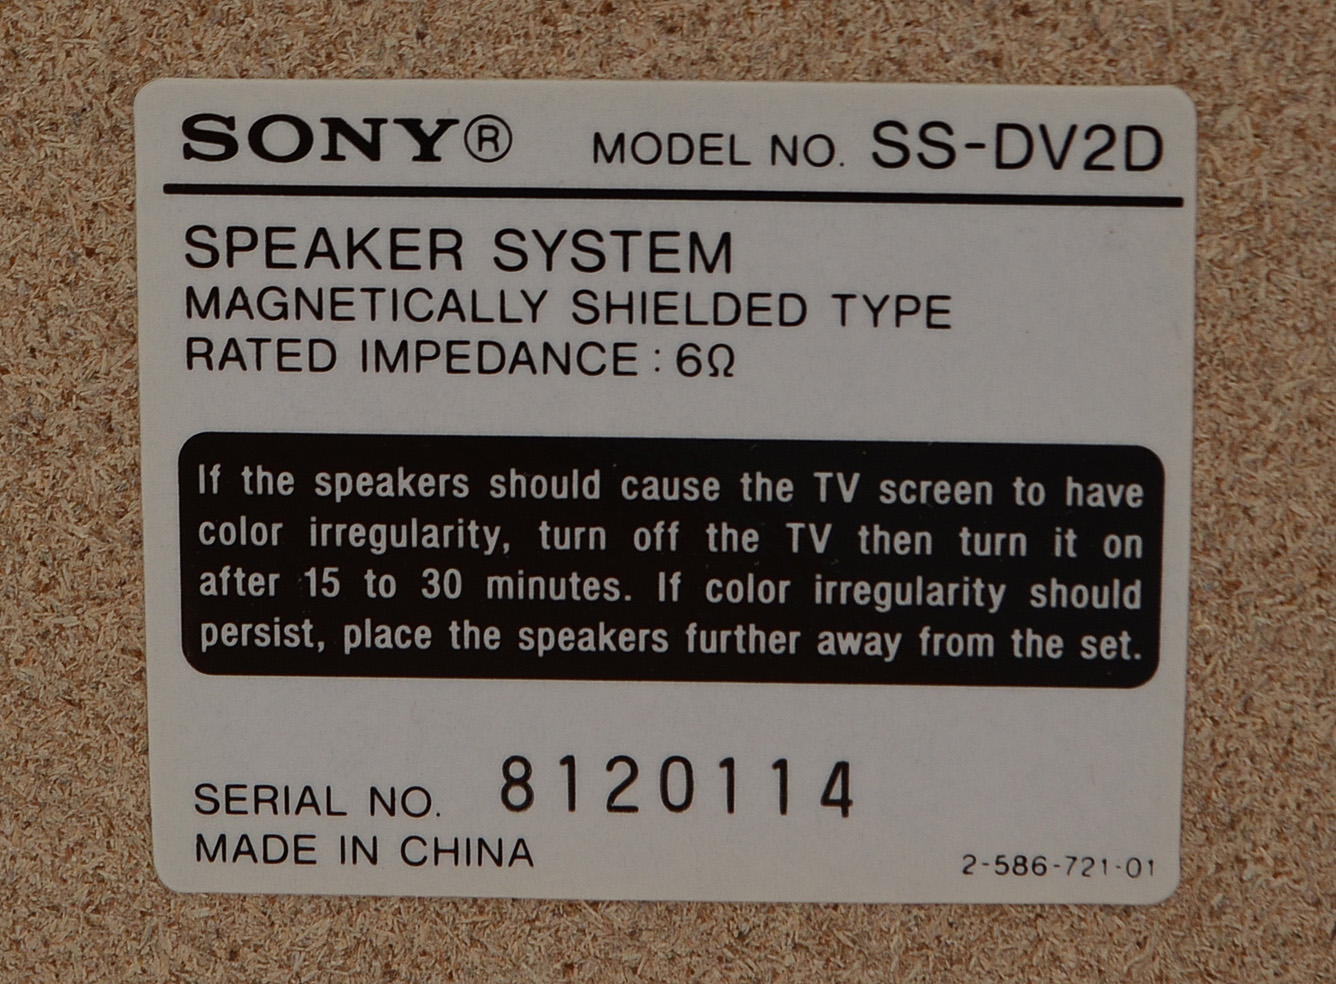 SONY® MODEL NO. SS-DV2D
SPEAKER SYSTEM
MAGNETICALLY SHIELDED TYPE
RATED IMPEDANCE : 6Ω
If the speakers should cause the TV screen to have
color irregularity, turn off the TV then turn it on
after 15 to 30 minutes. If color irregularity should
persist, place the speakers further away from the set.
SERIAL NO. 8120114
MADE IN CHINA
2-586-721-01